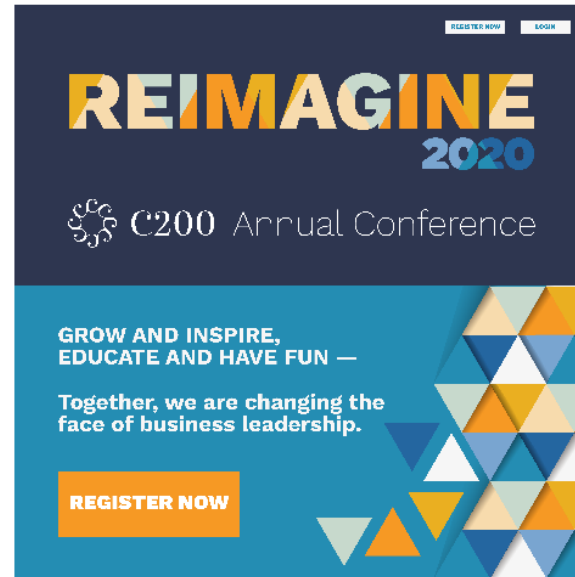 REGISTER NOW LOGIN
REIMAGINE
2020
C200 Annual Conference
GROW AND INSPIRE,
EDUCATE AND HAVE FUN —
Together, we are changing the
face of business leadership.
REGISTER NOW